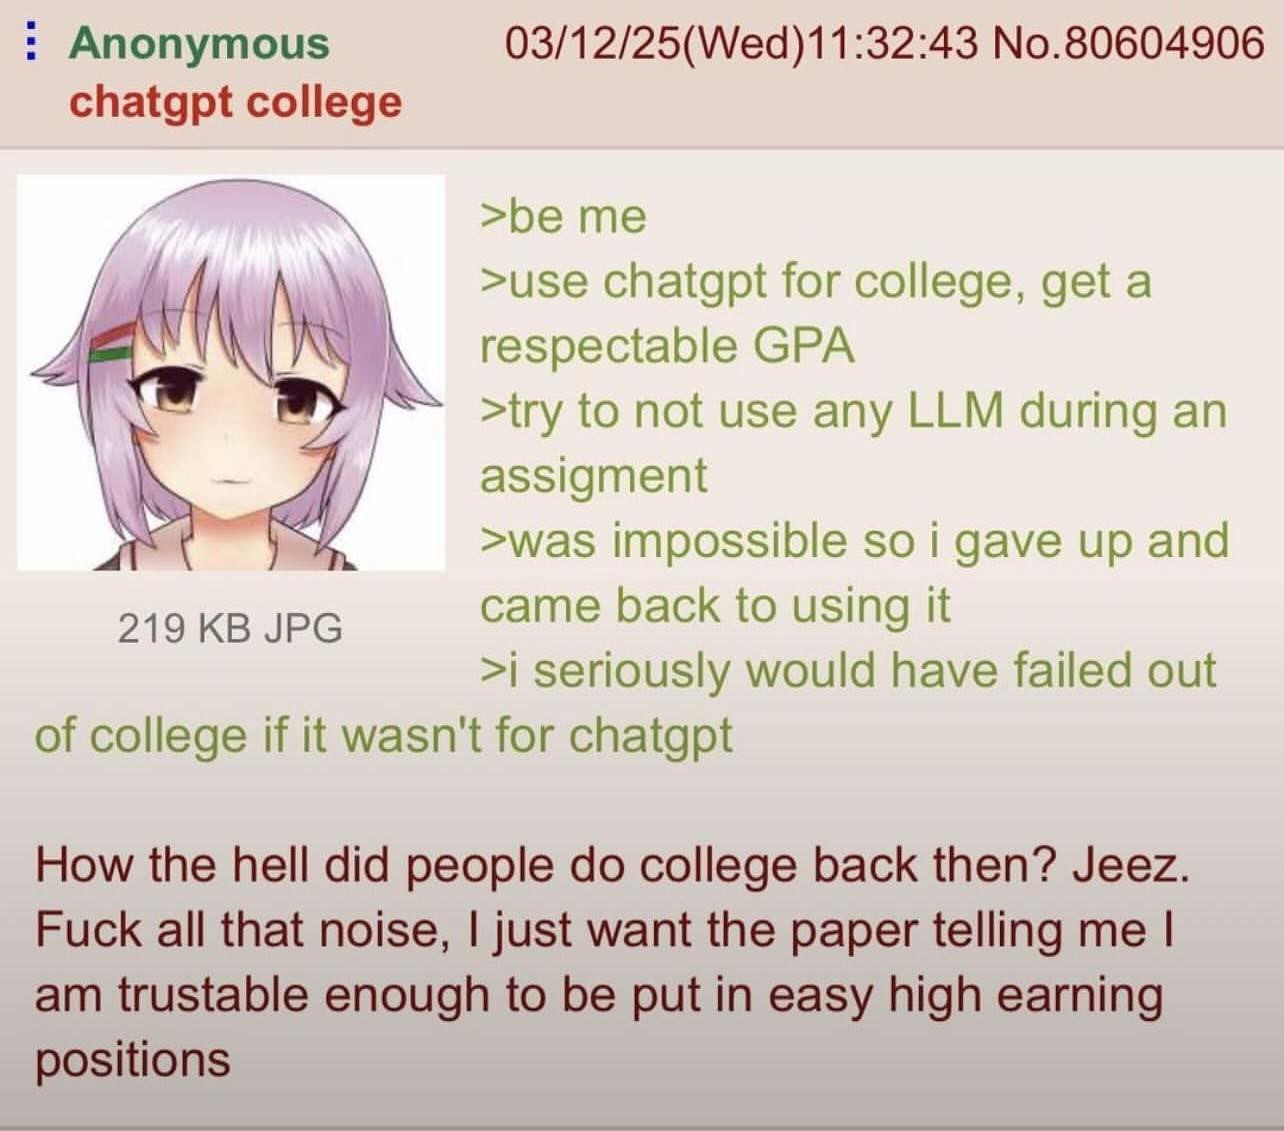 Anonymous 03/12/25(Wed)11:32:43 No.80604906
chatgpt college
>be me
>use chatgpt for college, get a
respectable GPA
>try to not use any LLM during an
assigment
>was impossible so i gave up and
came back to using it
219 KB JPG
>i seriously would have failed out
of college if it wasn't for chatgpt
How the hell did people do college back then? Jeez.
Fuck all that noise, I just want the paper telling me I
am trustable enough to be put in easy high earning
positions